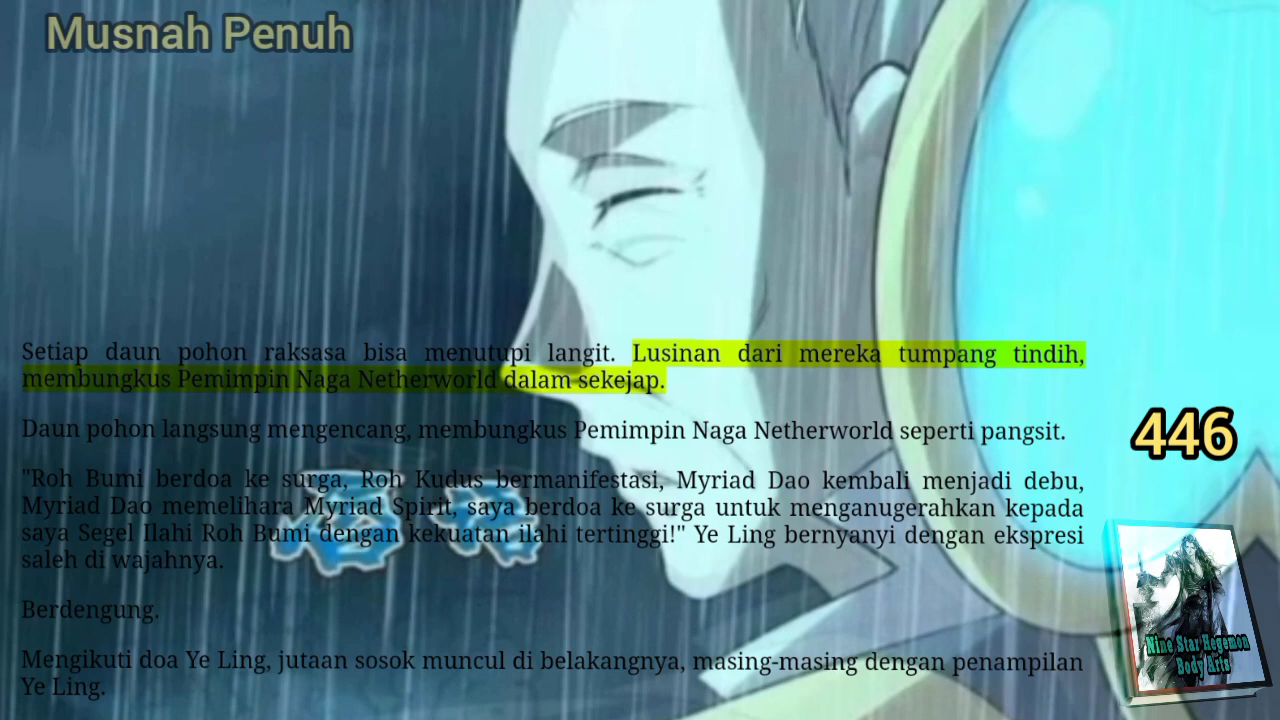 Musnah Penuh
Setiap daun pohon raksasa bisa menutupi langit. Lusinan dari mereka tumpang tindih,
membungkus Pemimpin Naga Netherworld dalam sekejap.
Daun pohon langsung mengencang, membungkus Pemimpin Naga Netherworld seperti pangsit.
446
"Roh Bumi berdoa ke surga, Roh Kudus bermanifestasi, Myriad Dao kembali menjadi debu,
Myriad Dao memelihara Myriad Spirit, saya berdoa ke surga untuk menganugerahkan kepada
saya Segel Ilahi Roh Bumi dengan kekuatan ilahi tertinggi!" Ye Ling bernyanyi dengan ekspresi
saleh di wajahnya.
Berdengung.
Mengikuti doa Ye Ling, jutaan sosok muncul di belakangnya, masing-masing dengan penampilan
Ye Ling.
Nine Star Hegemon
Body Arts